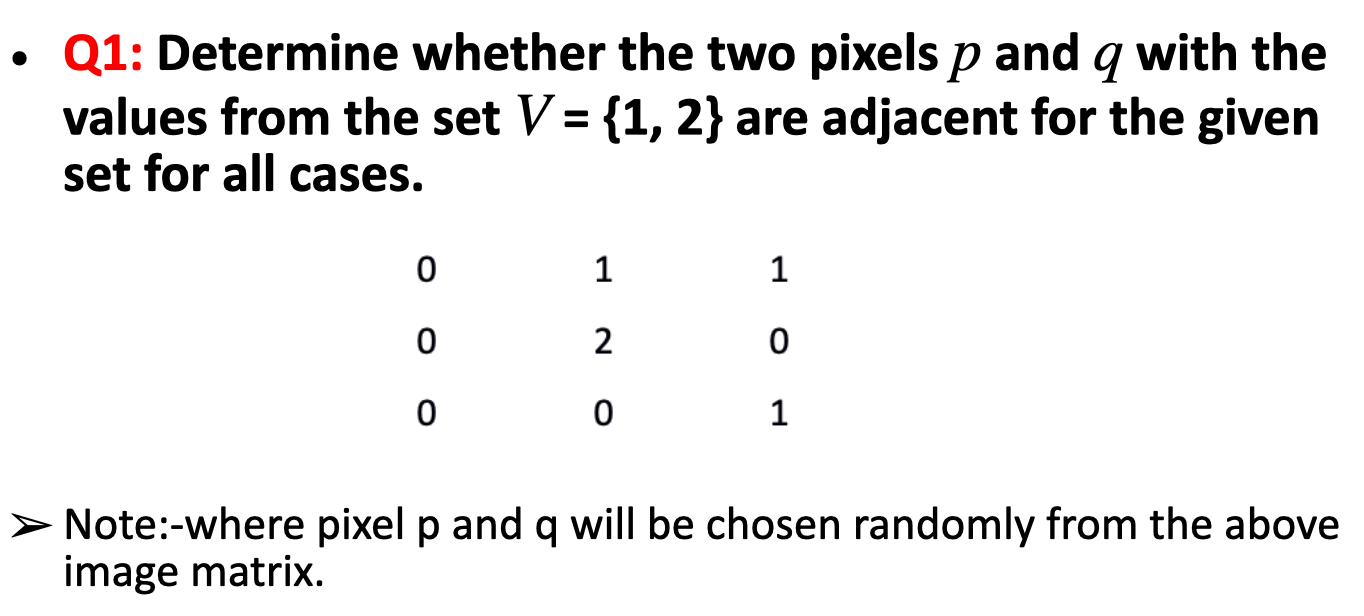 • Q1: Determine whether the two pixels p and q with the
values from the set V = {1, 2} are adjacent for the given
set for all cases.
0 1 1
0 2 0
0 0 1
➢ Note:-where pixel p and q will be chosen randomly from the above
image matrix.